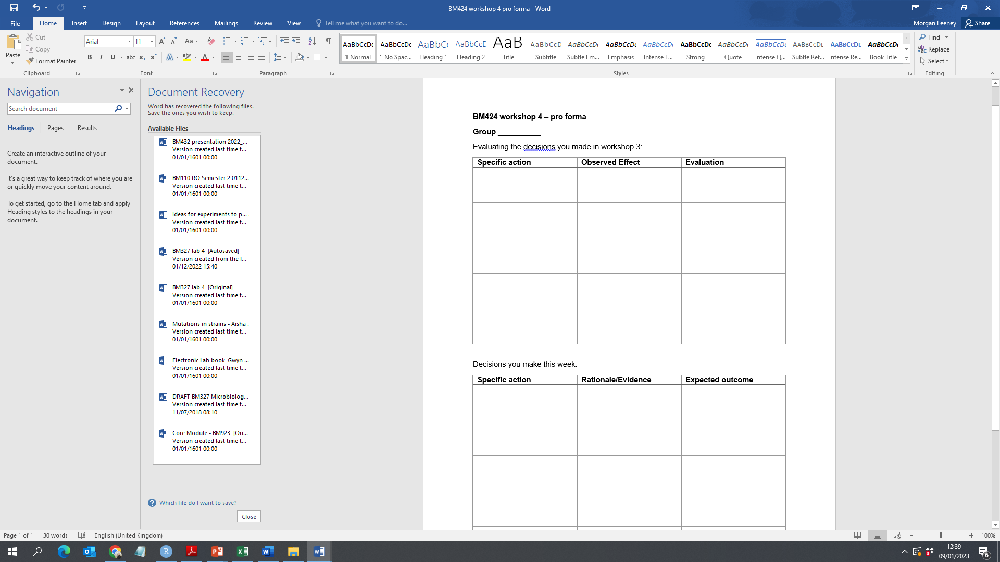 BM424 workshop 4 pro forma - Word
File Home Insert Design Layout References Mailings Review View Tell me what you want to do...
Morgan Feeney Share
Paste
Cut
Copy
Format Painter
Clipboard
Arial 11
Font
Paragraph
AaBbCcDc AaBbCcDc AaBbCc AaBbCcD AaB AaBbCcD AaBbCcDc AaBbCcDc AaBbCcDc AaBbCcDc AaBbCcDc AaBbCcDc AaBbCcDc AaBbCcDc AaBbCcDc
¶ Normal ¶ No Spac... Heading 1 Heading 2 Title Subtitle Subtle Em... Emphasis Intense E... Strong Quote Intense Q... Subtle Ref... Intense Re... Book Title
Styles
Find
Replace
Select
Editing
Navigation
Search document
Headings Pages Results
Create an interactive outline of your
document.
It's a great way to keep track of where you are
or quickly move your content around.
To get started, go to the Home tab and apply
Heading styles to the headings in your
document.
Document Recovery
Word has recovered the following files.
Save the ones you wish to keep.
Available Files
BM432 presentation 2022_...
Version created last time t...
01/01/1601 00:00
BM110 RO Semester 2 0112...
Version created last time t...
01/01/1601 00:00
Ideas for experiments to p...
Version created last time t...
01/01/1601 00:00
BM327 lab 4 [Autosaved]
Version created from the l...
01/12/2022 15:40
BM327 lab 4 [Original]
Version created last time t...
01/01/1601 00:00
Mutations in strains - Aisha .
Version created last time t...
01/01/1601 00:00
Electronic Lab book_Gwyn ...
Version created last time t...
01/01/1601 00:00
DRAFT BM327 Microbiolog...
Version created last time t...
11/07/2018 08:10
Core Module - BM923 [Ori...
Version created last time t...
01/01/1601 00:00
Which file do I want to save?
Close
BM424 workshop 4 – pro forma
Group __________
Evaluating the decisions you made in workshop 3:
Specific action Observed Effect Evaluation
Decisions you make this week:
Specific action Rationale/Evidence Expected outcome
Page 1 of 1 30 words English (United Kingdom)
100%
12:39
09/01/2023
6